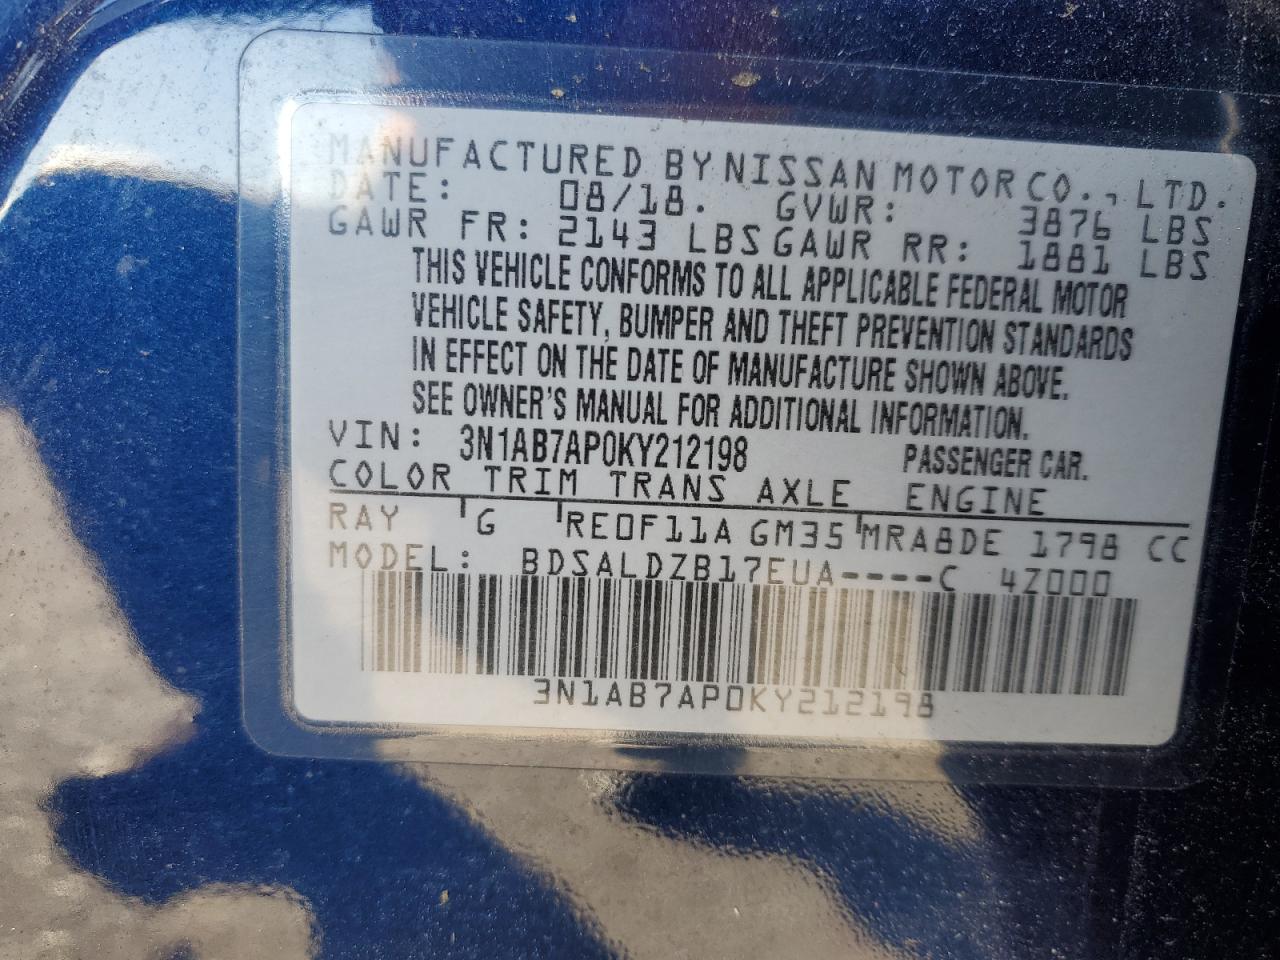 MANUFACTURED BY NISSAN MOTOR CO., LTD.
DATE: 08/18. GVWR: 3876 LBS
GAWR FR: 2143 LBS GAWR RR: 1881 LBS
THIS VEHICLE CONFORMS TO ALL APPLICABLE FEDERAL MOTOR
VEHICLE SAFETY, BUMPER AND THEFT PREVENTION STANDARDS
IN EFFECT ON THE DATE OF MANUFACTURE SHOWN ABOVE.
SEE OWNER'S MANUAL FOR ADDITIONAL INFORMATION.
VIN: 3N1AB7AP0KY212198 PASSENGER CAR.
COLOR TRIM TRANS AXLE ENGINE
RAY G RE0F11A GM35 MRA8DE 1798 CC
MODEL: BDSALDZB17EUA----C 4Z000
3N1AB7AP0KY212198